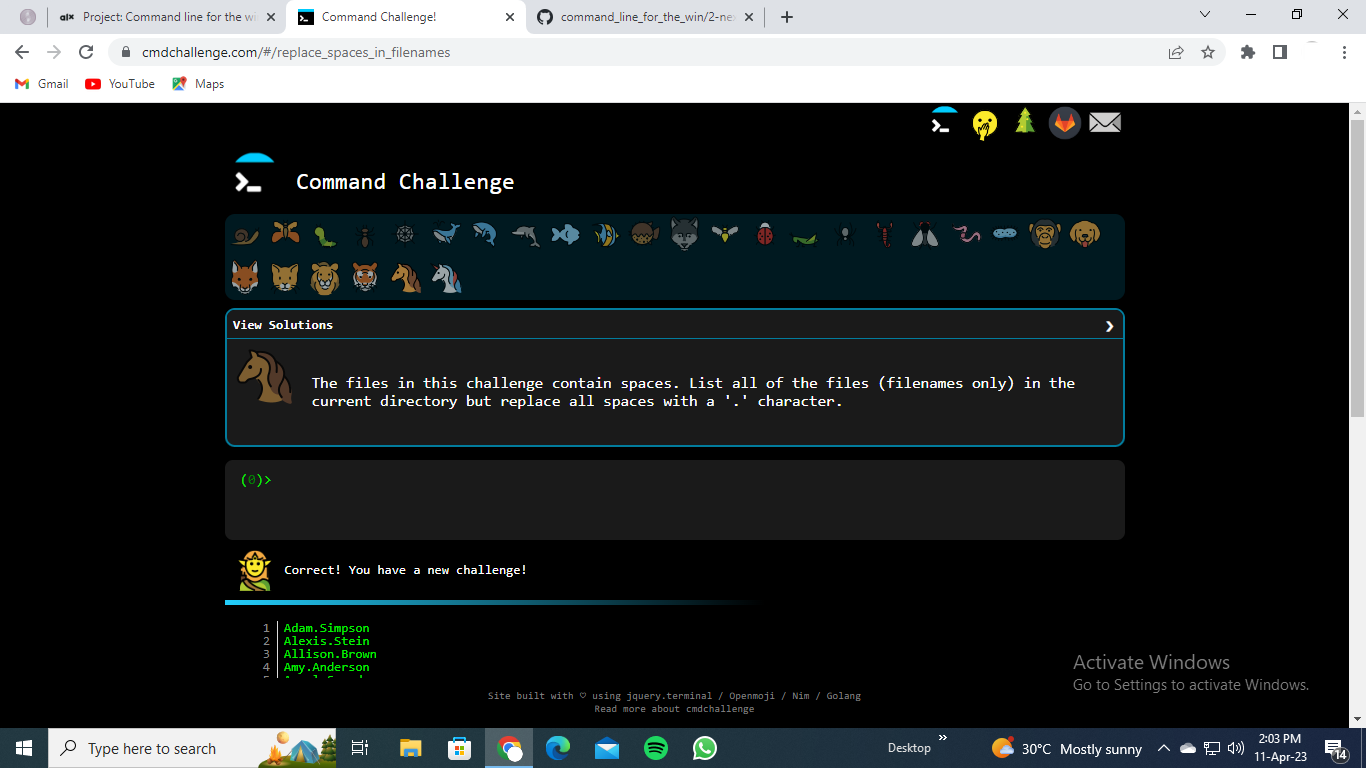 alx Project: Command line for the wi
Command Challenge!
command_line_for_the_win/2-nex
cmdchallenge.com/#/replace_spaces_in_filenames
Gmail
YouTube
Maps
Command Challenge
View Solutions
The files in this challenge contain spaces. List all of the files (filenames only) in the
current directory but replace all spaces with a '.' character.
(0)>
Correct! You have a new challenge!
1 Adam.Simpson
2 Alexis.Stein
3 Allison.Brown
4 Amy.Anderson
Activate Windows
Go to Settings to activate Windows.
Site built with ♡ using jquery.terminal / Openmoji / Nim / Golang
Read more about cmdchallenge
Type here to search
Desktop
30°C Mostly sunny
2:03 PM
11-Apr-23
14